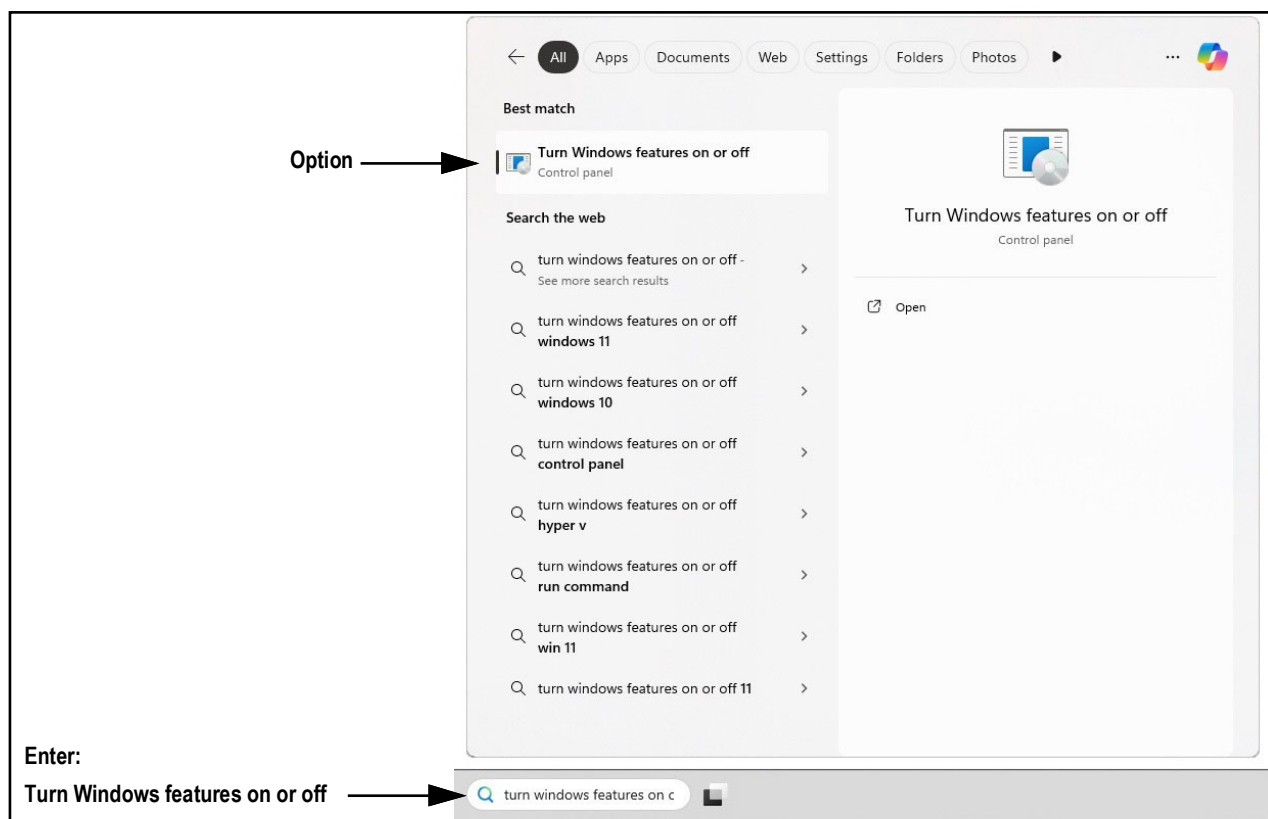 All Apps Documents Web Settings Folders Photos ...
Best match
Option
Turn Windows features on or off
Control panel
Search the web
turn windows features on or off -
See more search results
turn windows features on or off
windows 11
turn windows features on or off
windows 10
turn windows features on or off
control panel
turn windows features on or off
hyper v
turn windows features on or off
run command
turn windows features on or off
win 11
turn windows features on or off 11
Turn Windows features on or off
Control panel
Open
Enter:
Turn Windows features on or off
turn windows features on c